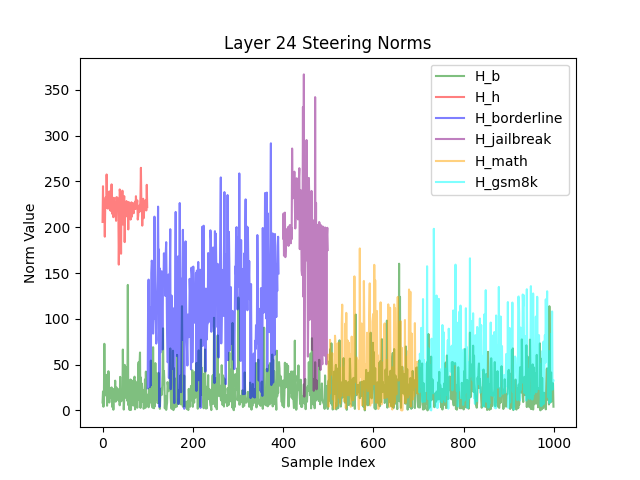 Layer 24 Steering Norms
Norm Value
350
300
250
200
150
100
50
0
0
200
400
600
800
1000
Sample Index
H_b
H_h
H_borderline
H_jailbreak
H_math
H_gsm8k